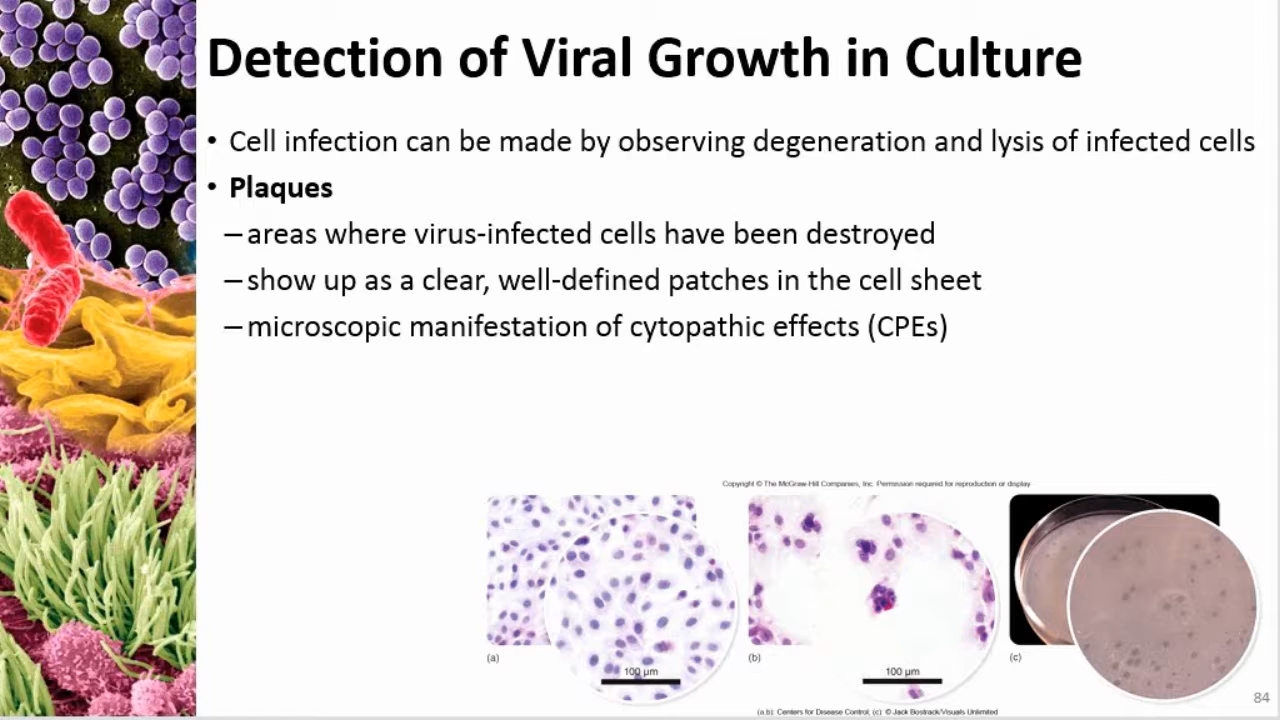 Detection of Viral Growth in Culture
• Cell infection can be made by observing degeneration and lysis of infected cells
• Plaques
– areas where virus-infected cells have been destroyed
– show up as a clear, well-defined patches in the cell sheet
– microscopic manifestation of cytopathic effects (CPEs)
Copyright © The McGraw-Hill Companies, Inc. Permission required for reproduction or display
100 µm
100 µm
(a)
(b)
(c)
84
(a,b): Centers for Disease Control; (c): © Jack Bostrack/Visuals Unlimited